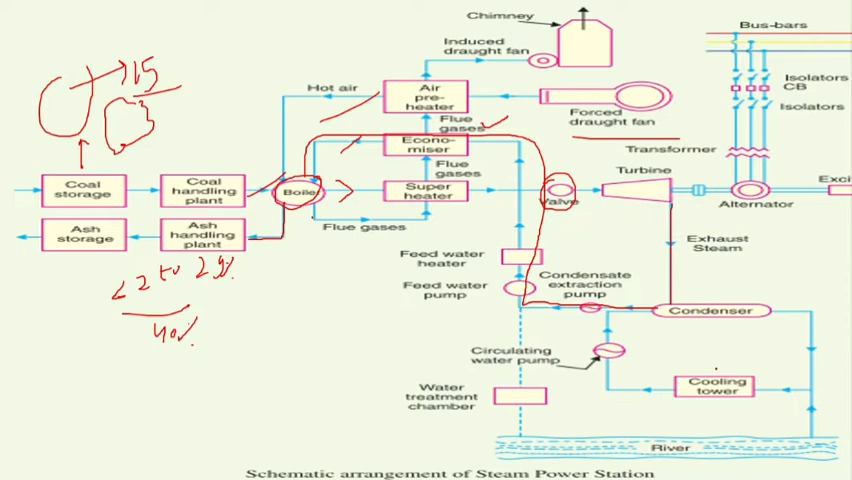 Chimney
Bus-bars
Induced
draught fan
15
Hot air
Air
pre-
heater
Isolators
CB
Isolators
Forced
draught fan
Flue
gases
Transformer
Econo-
miser
Flue
gases
Turbine
Coal
storage
Coal
handling
plant
Boile
Super
heater
Valve
Exci
Alternator
Flue gases
Ash
storage
Ash
handling
plant
Exhaust
Steam
Feed water
heater
Feed water
pump
Condensate
extraction
pump
Condenser
40%
Circulating
water pump
Cooling
tower
Water
treatment
chamber
River
Schematic arrangement of Steam Power Station